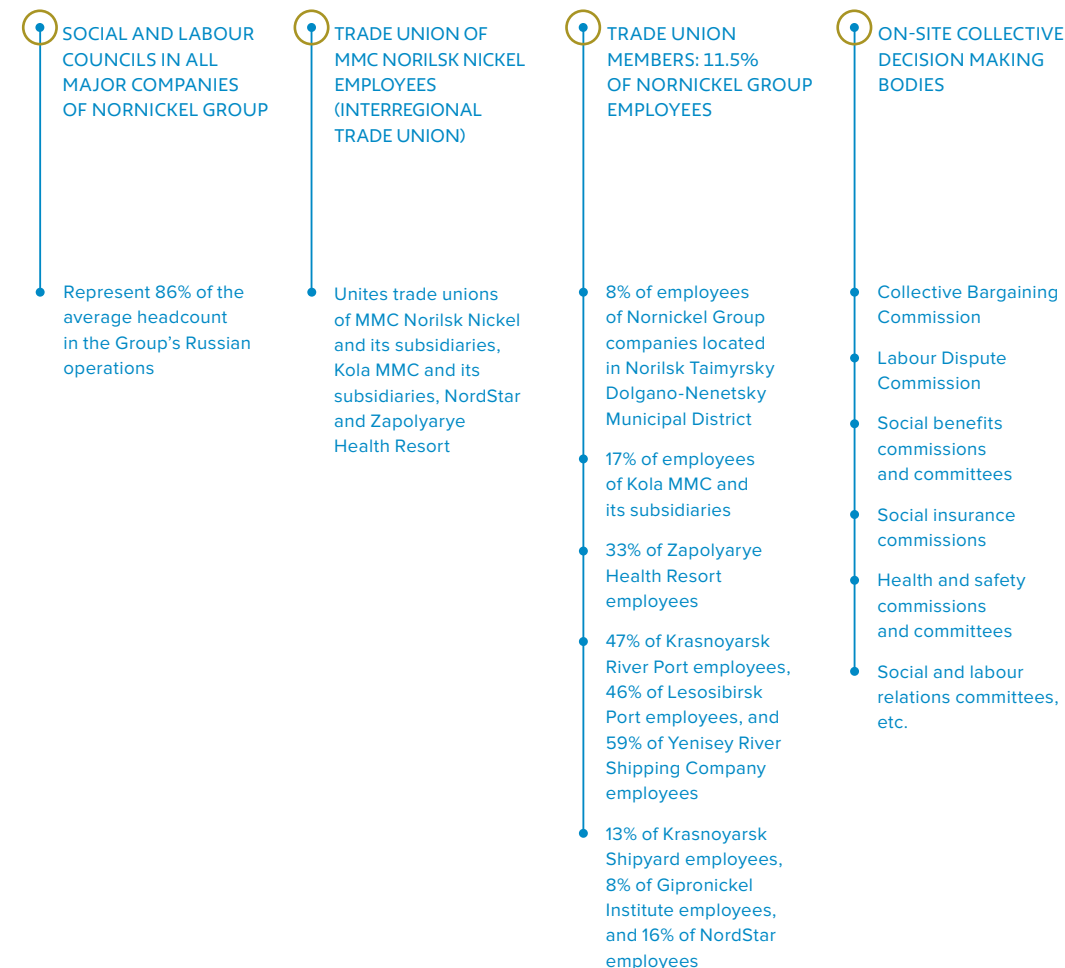 SOCIAL AND LABOUR
COUNCILS IN ALL
MAJOR COMPANIES
OF NORNICKEL GROUP
Represent 86% of the
average headcount
in the Group's Russian
operations
TRADE UNION OF
MMC NORILSK NICKEL
EMPLOYEES
(INTERREGIONAL
TRADE UNION)
Unites trade unions
of MMC Norilsk Nickel
and its subsidiaries,
Kola MMC and its
subsidiaries, NordStar
and Zapolyarye
Health Resort
TRADE UNION
MEMBERS: 11.5%
OF NORNICKEL GROUP
EMPLOYEES
8% of employees
of Nornickel Group
companies located
in Norilsk Taimyrsky
Dolgano-Nenetsky
Municipal District
17% of employees
of Kola MMC and
its subsidiaries
33% of Zapolyarye
Health Resort
employees
47% of Krasnoyarsk
River Port employees,
46% of Lesosibirsk
Port employees, and
59% of Yenisey River
Shipping Company
employees
13% of Krasnoyarsk
Shipyard employees,
8% of Gipronickel
Institute employees,
and 16% of NordStar
employees
ON-SITE COLLECTIVE
DECISION MAKING
BODIES
Collective Bargaining
Commission
Labour Dispute
Commission
Social benefits
commissions
and committees
Social insurance
commissions
Health and safety
commissions
and committees
Social and labour
relations committees,
etc.